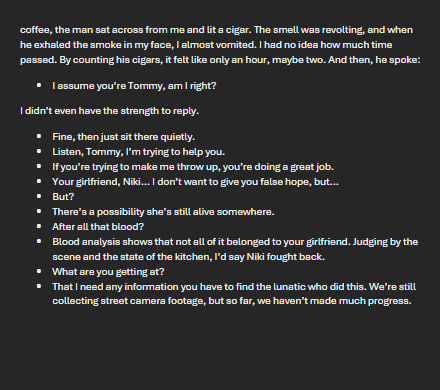 coffee, the man sat across from me and lit a cigar. The smell was revolting, and when
he exhaled the smoke in my face, I almost vomited. I had no idea how much time
passed. By counting his cigars, it felt like only an hour, maybe two. And then, he spoke:
• I assume you’re Tommy, am I right?
I didn’t even have the strength to reply.
• Fine, then just sit there quietly.
• Listen, Tommy, I’m trying to help you.
• If you’re trying to make me throw up, you’re doing a great job.
• Your girlfriend, Niki... I don’t want to give you false hope, but...
• But?
• There’s a possibility she’s still alive somewhere.
• After all that blood?
• Blood analysis shows that not all of it belonged to your girlfriend. Judging by the
scene and the state of the kitchen, I’d say Niki fought back.
• What are you getting at?
• That I need any information you have to find the lunatic who did this. We’re still
collecting street camera footage, but so far, we haven’t made much progress.